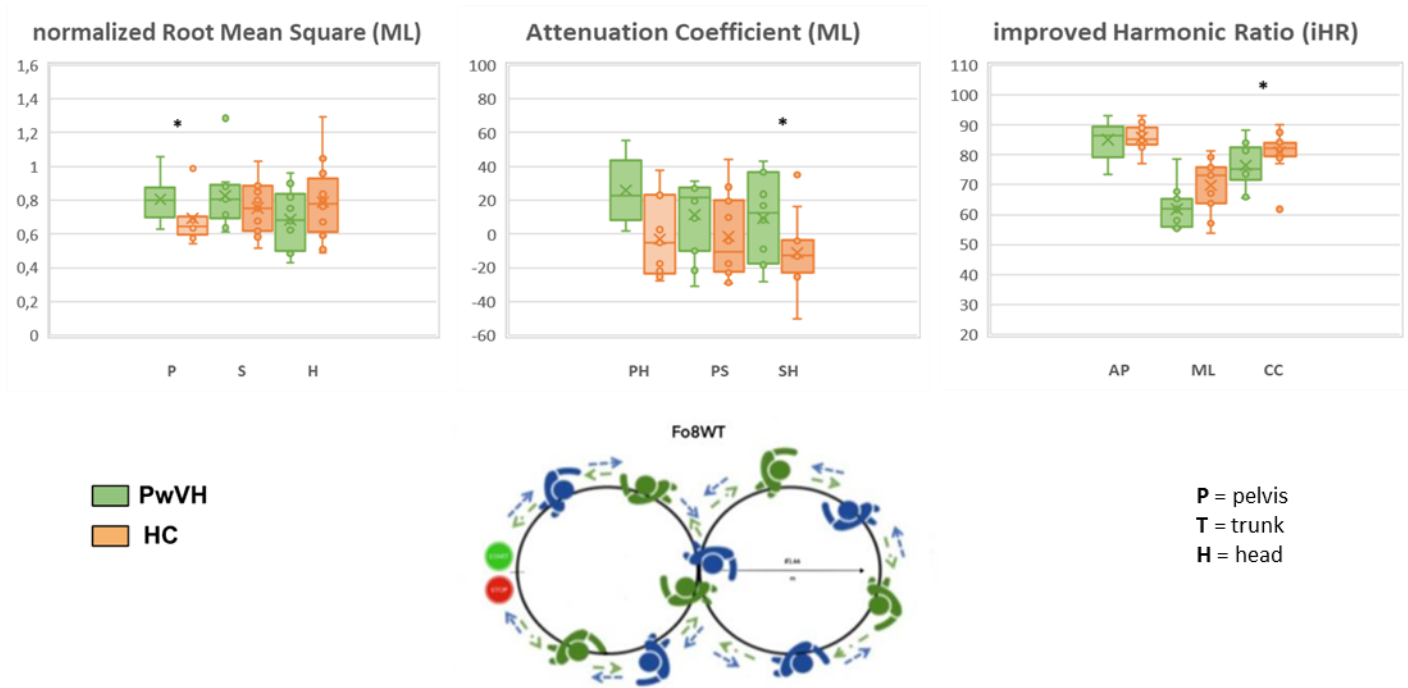 normalized Root Mean Square (ML)
1,6
1,4
1,2
1
0,8
0,6
0,4
0,2
0
*
P S H
Attenuation Coefficient (ML)
100
80
60
40
20
0
-20
-40
-60
*
PH PS SH
improved Harmonic Ratio (iHR)
110
100
90
80
70
60
50
40
30
20
*
AP ML CC
PwVH
HC
Fo8WT
START
STOP
P = pelvis
T = trunk
H = head